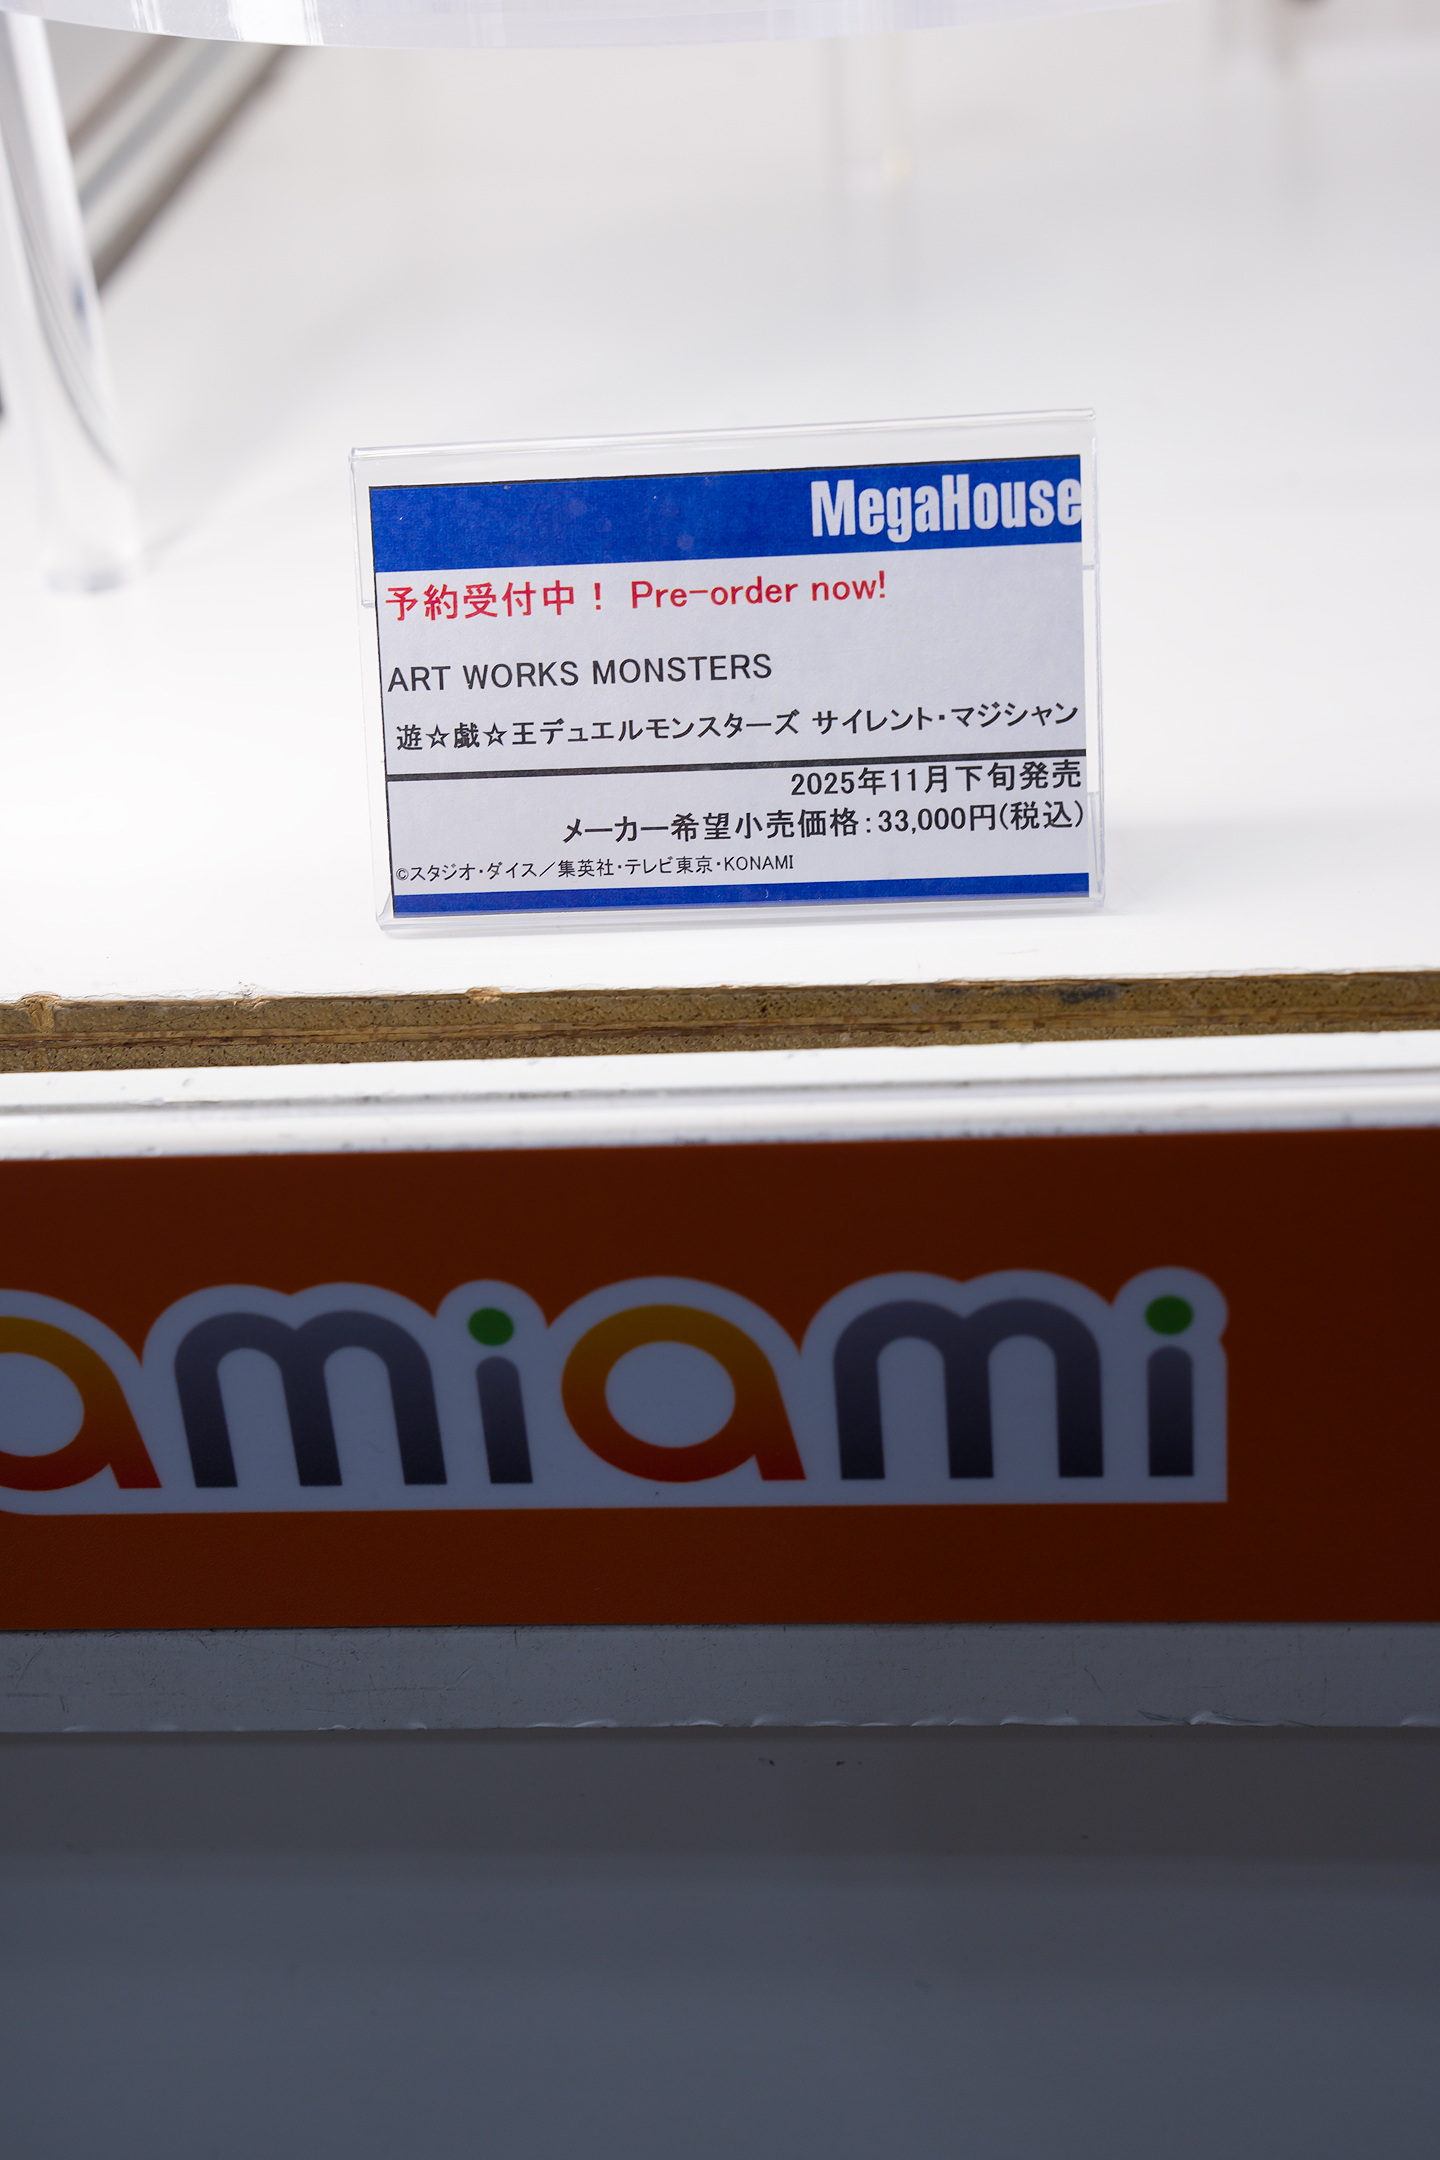 MegaHouse
予約受付中！ Pre-order now!
ART WORKS MONSTERS
遊☆戯☆王デュエルモンスターズ サイレント・マジシャン
2025年11月下旬発売
メーカー希望小売価格：33,000円(税込)
©スタジオ・ダイス／集英社・テレビ東京・KONAMI
amiami